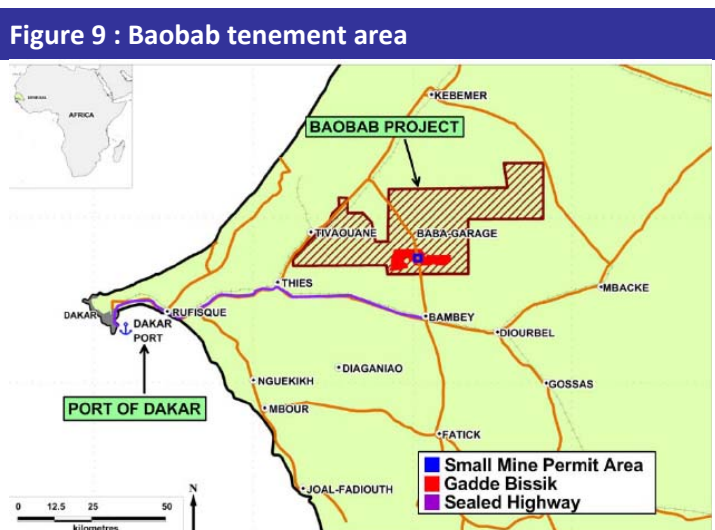 Figure 9 : Baobab tenement area
SENEGAL
AFRICA
KEBEMER
BAOBAB PROJECT
TIVAOUANE
BABA-GARAGE
THIES
MBACKE
DAKAR
RUFISQUE
BAMBEY
DAKAR
PORT
DIOURBEL
DIAGANIAO
NGUEKIKH
GOSSAS
PORT OF DAKAR
MBOUR
FATICK
Small Mine Permit Area
Gadde Bissik
Sealed Highway
JOAL-FADIOUTH
N
0 12.5 25 50
kilometres